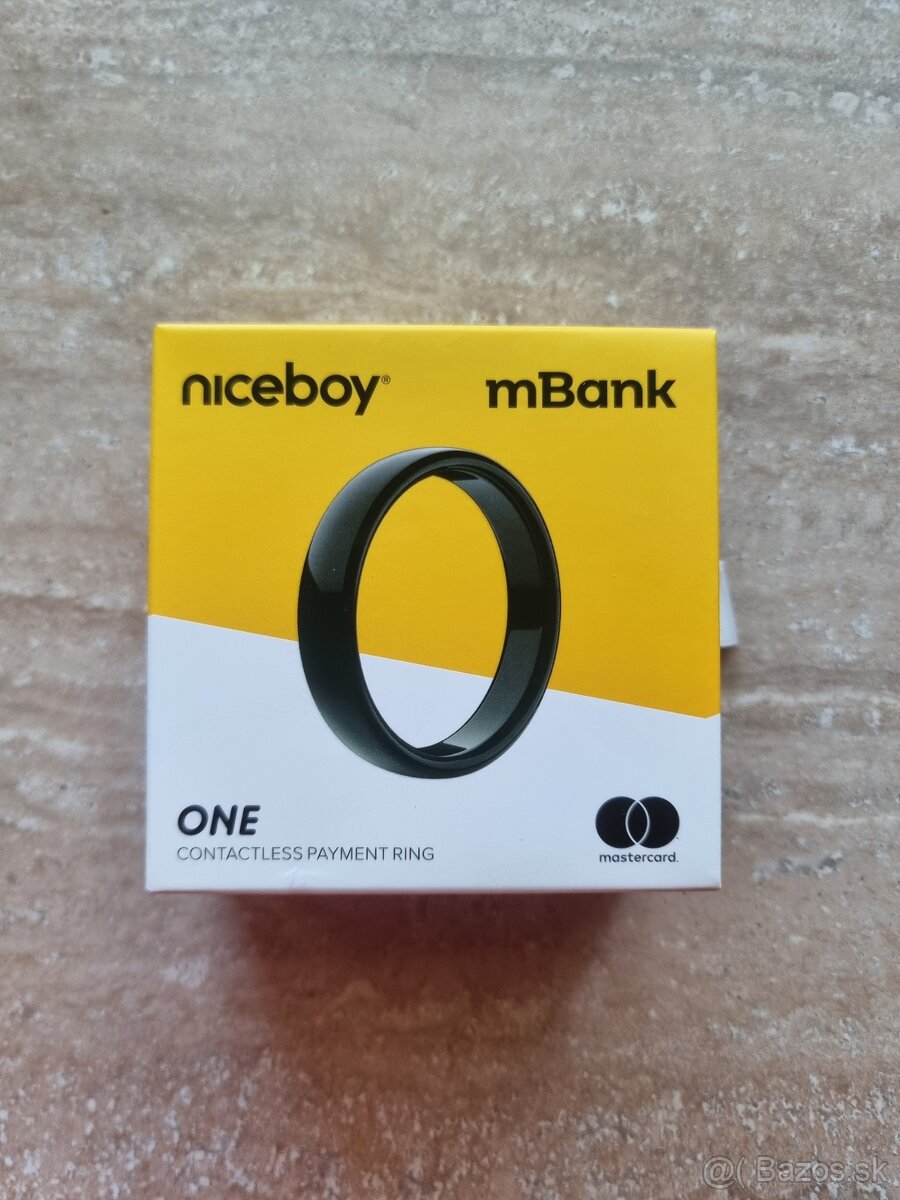 niceboy® mBank
ONE
CONTACTLESS PAYMENT RING
mastercard.
@( Bazos.sk